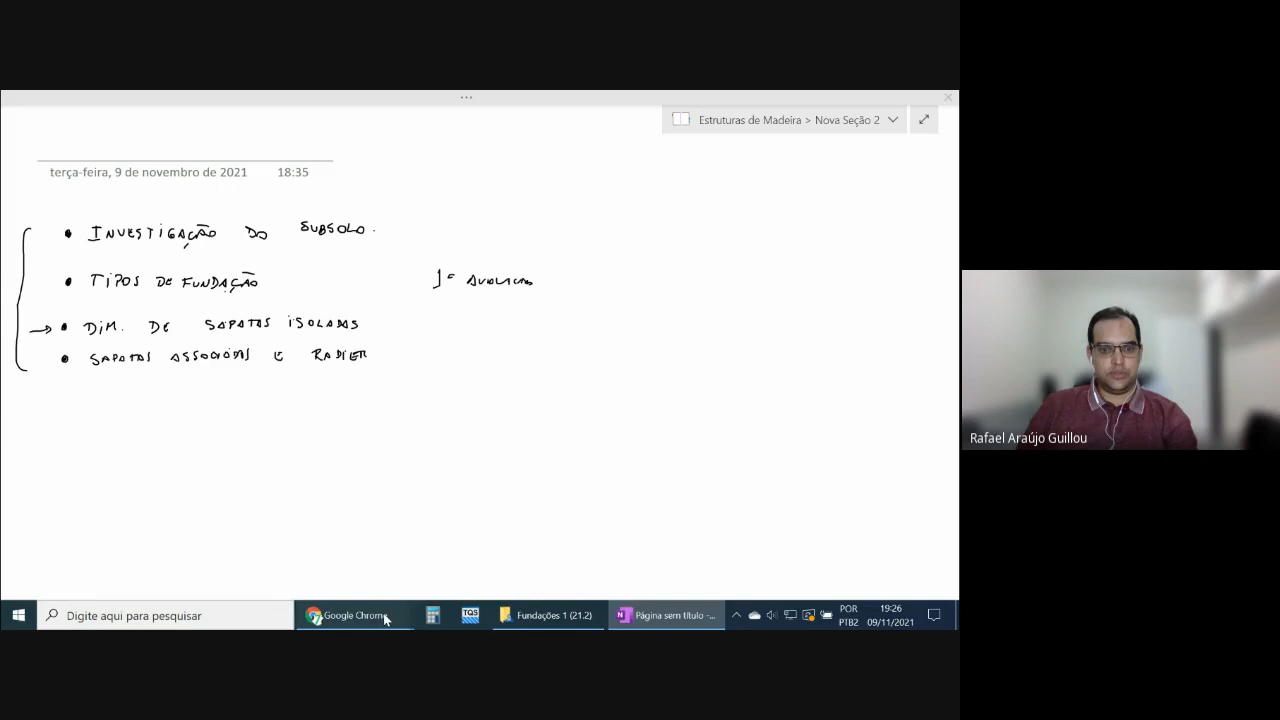 Estruturas de Madeira > Nova Seção 2
terça-feira, 9 de novembro de 2021 18:35
• INVESTIGAÇÃO DO SUBSOLO.
• TIPOS DE FUNDAÇÃO
→ • DIM. DE SAPATAS ISOLADAS
• SAPATAS ASSOCIADAS E RADIER
Rafael Araújo Guillou
Digite aqui para pesquisar
Google Chrome
TQS
Fundações 1 (21.2)
Página sem título -...
POR
PTB2
19:26
09/11/2021